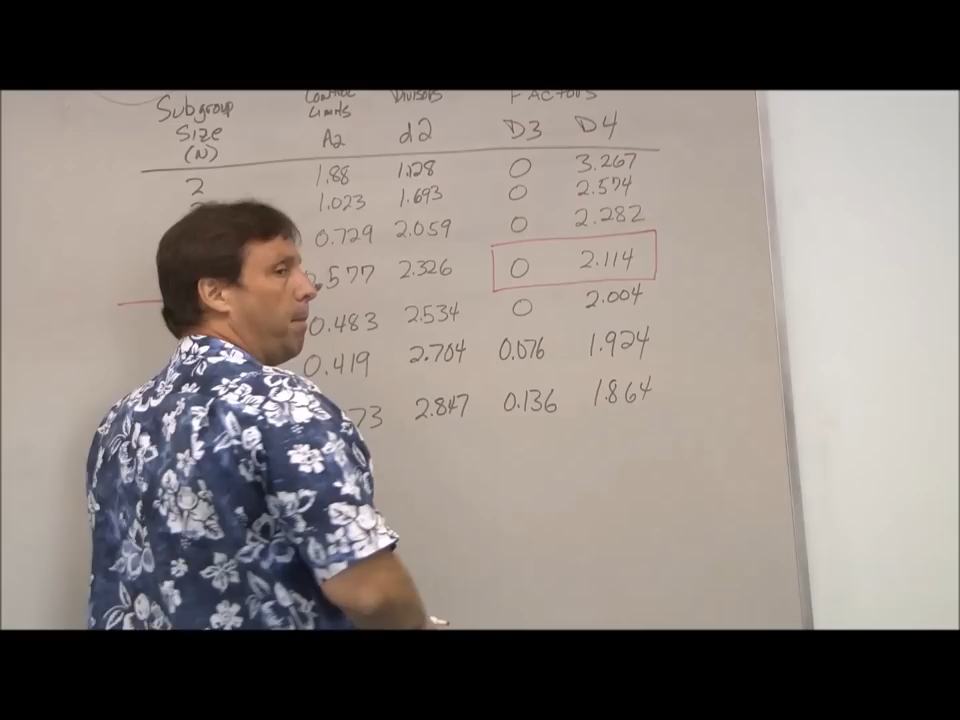 Control Divisors Factors
Subgroup Limits
Size A2 d2 D3 D4
(N)
2 1.88 1.128 0 3.267
1.023 1.693 0 2.574
0.729 2.059 0 2.282
.577 2.326 0 2.114
0.483 2.534 0 2.004
0.419 2.704 0.076 1.924
73 2.847 0.136 1.864